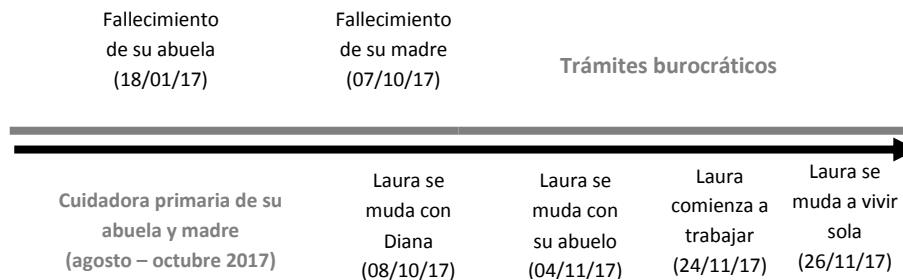 Fallecimiento
de su abuela
(18/01/17)
Fallecimiento
de su madre
(07/10/17)
Trámites burocráticos
Cuidadora primaria de su
abuela y madre
(agosto – octubre 2017)
Laura se
muda con
Diana
(08/10/17)
Laura se
muda con
su abuelo
(04/11/17)
Laura
comienza a
trabajar
(24/11/17)
Laura se
muda a vivir
sola
(26/11/17)